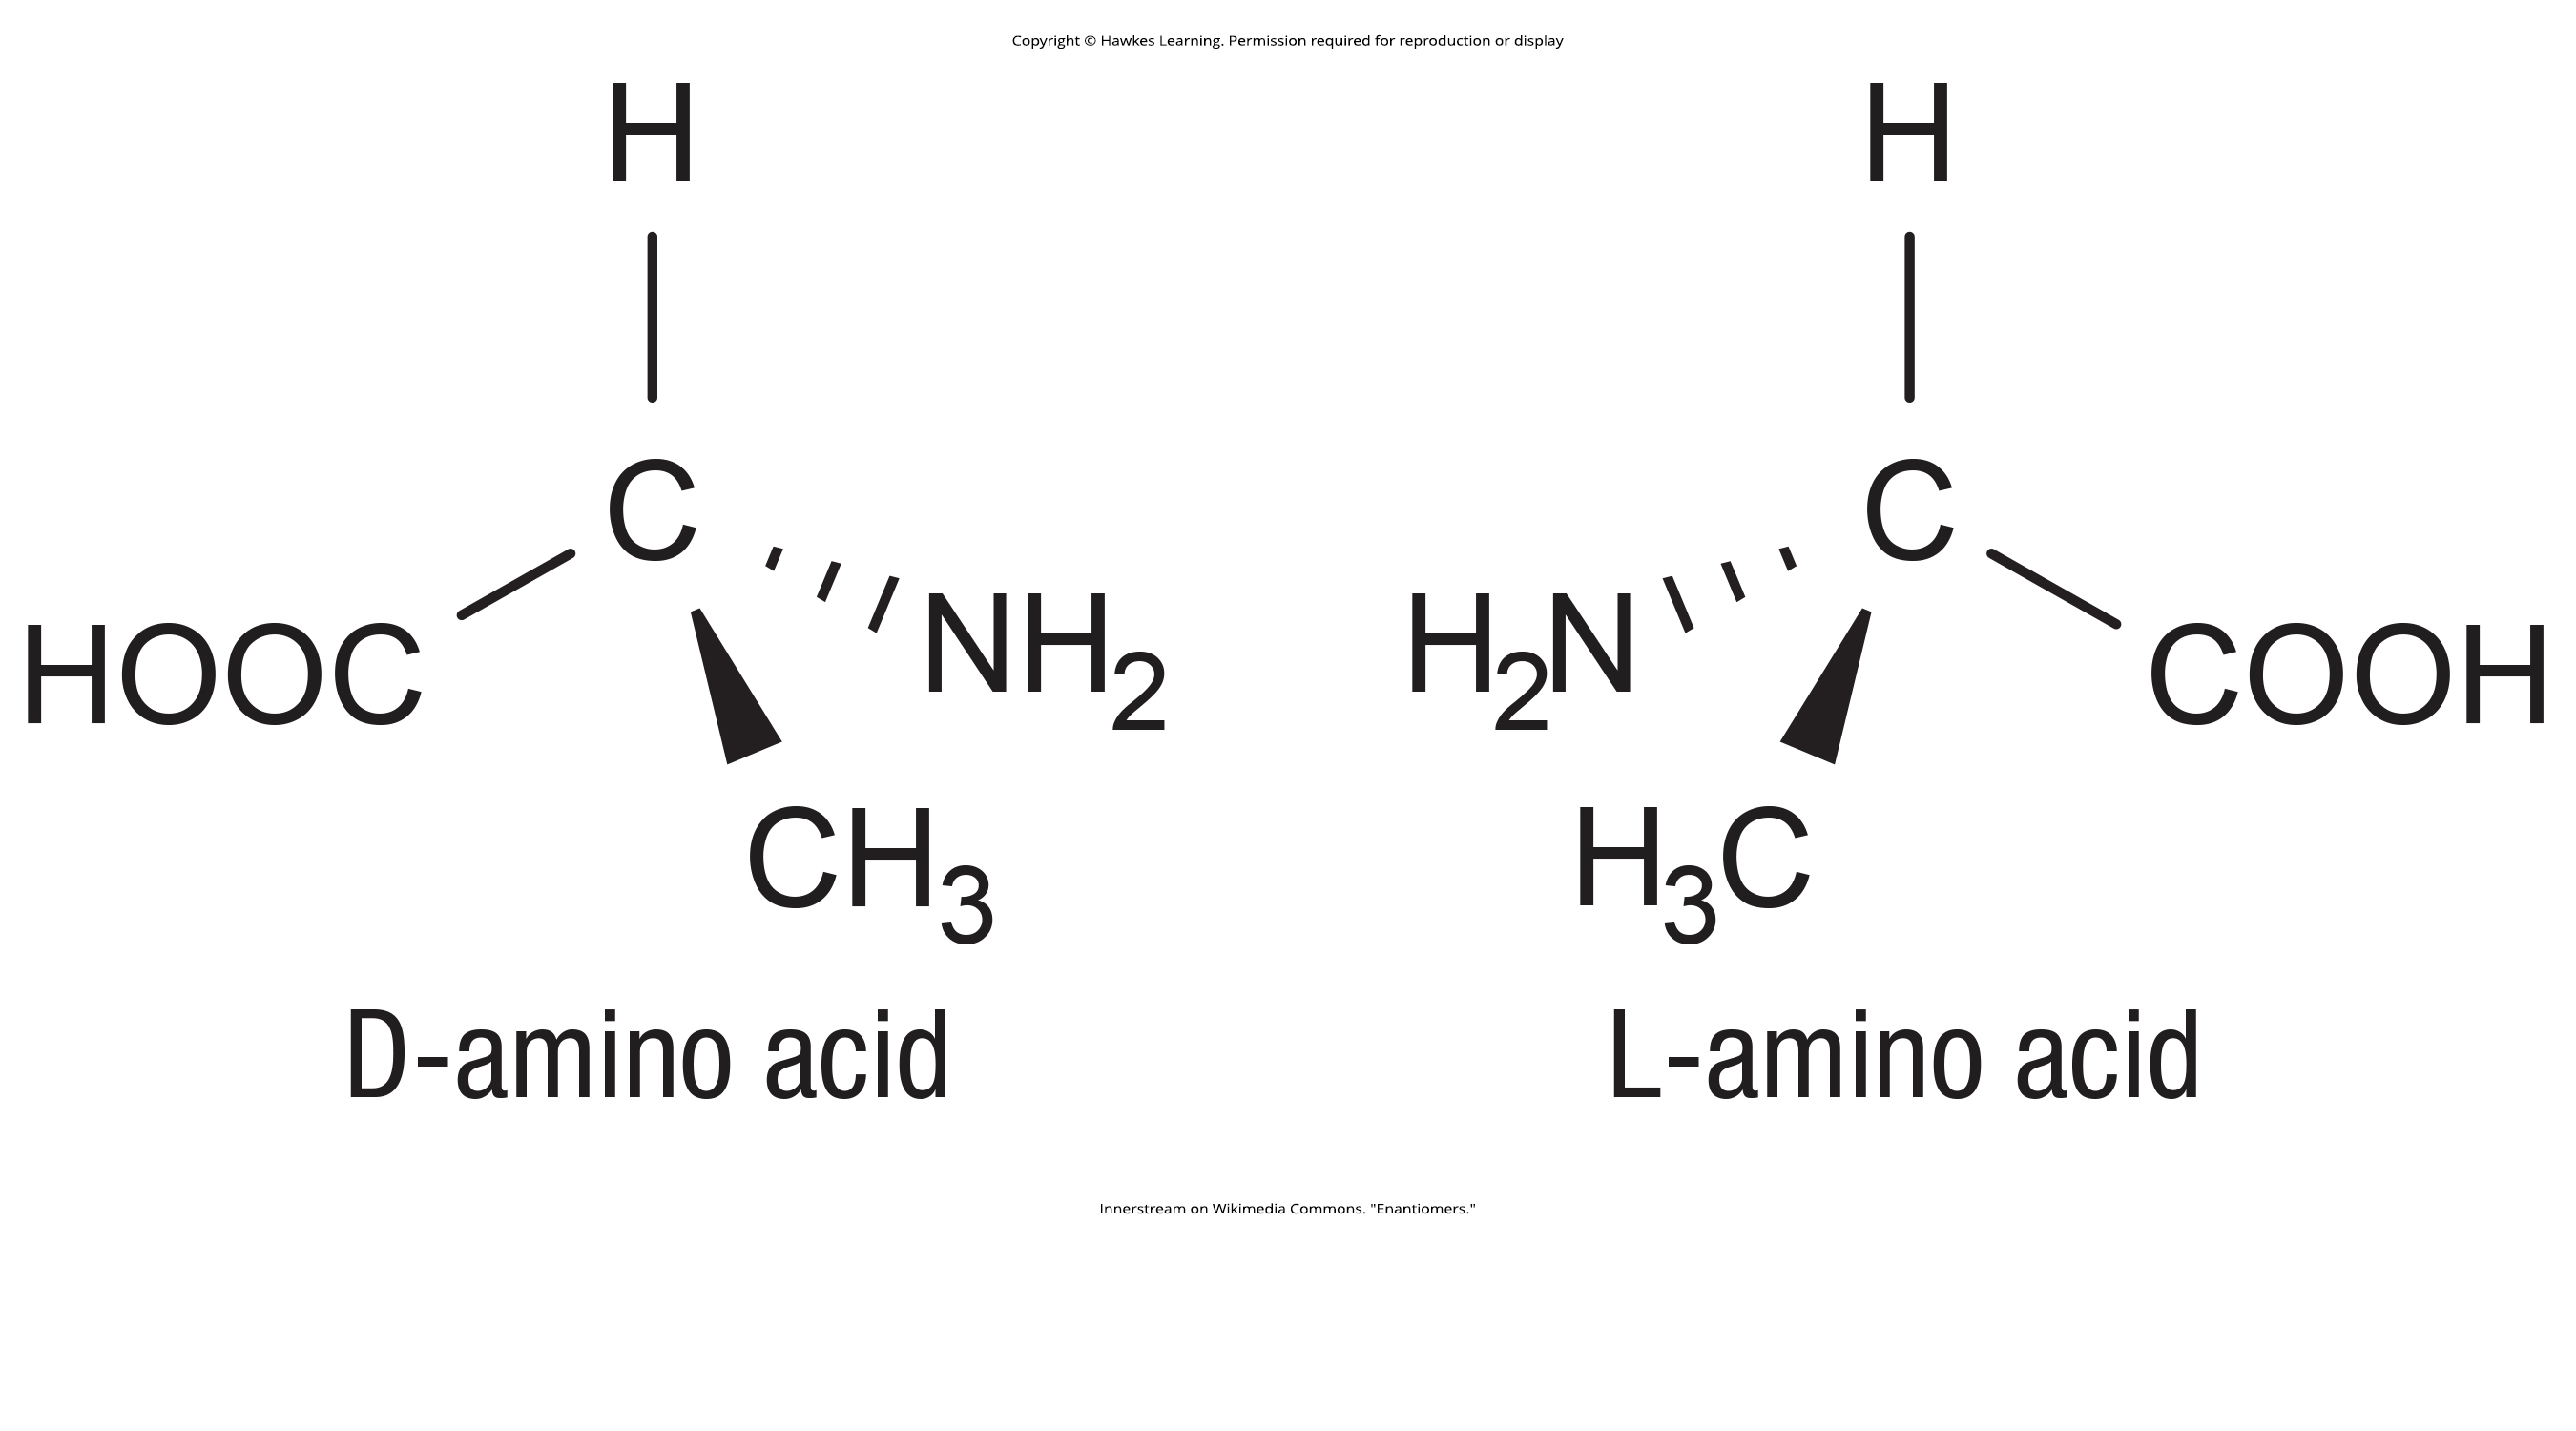 Copyright © Hawkes Learning. Permission required for reproduction or display
H H
C C
HOOC NH2 H2N COOH
CH3 H3C
D-amino acid L-amino acid
Innerstream on Wikimedia Commons. "Enantiomers."